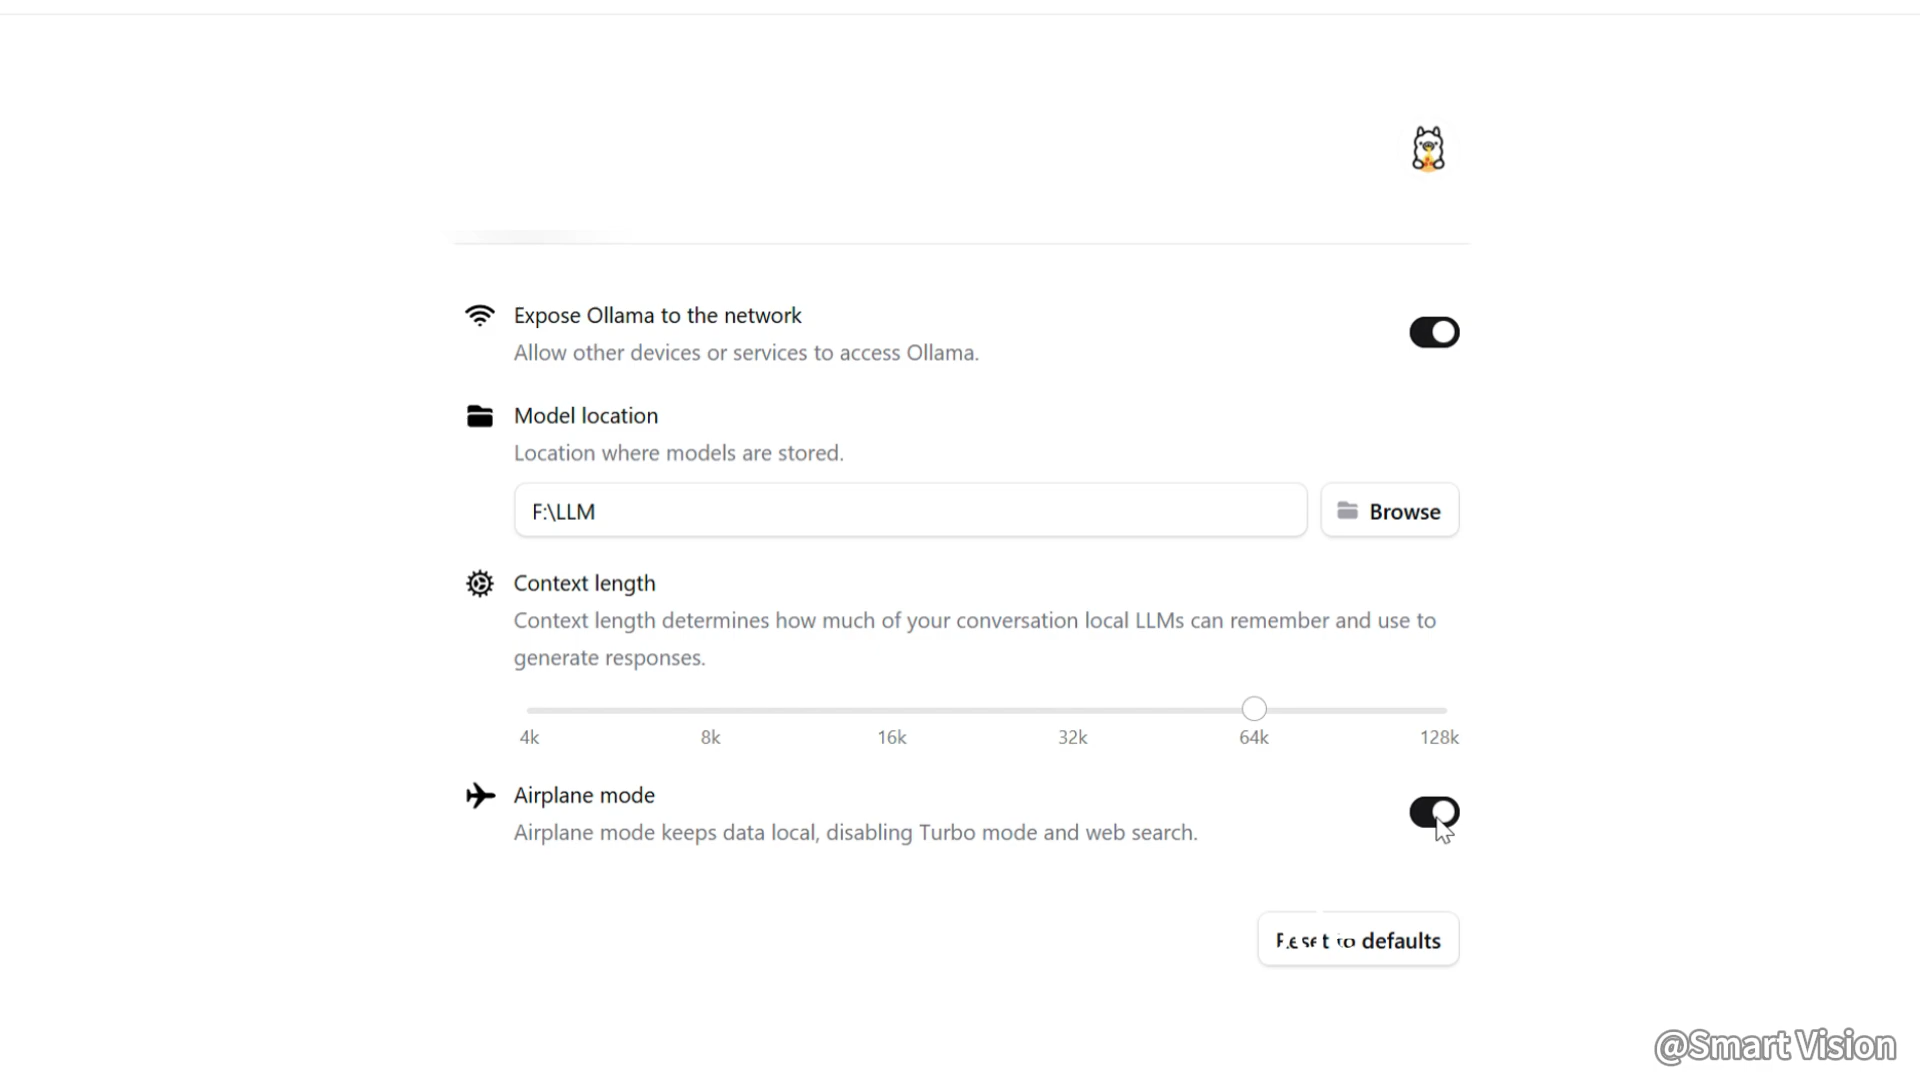 Expose Ollama to the network
Allow other devices or services to access Ollama.
Model location
Location where models are stored.
F:\LLM
Browse
Context length
Context length determines how much of your conversation local LLMs can remember and use to
generate responses.
4k 8k 16k 32k 64k 128k
Airplane mode
Airplane mode keeps data local, disabling Turbo mode and web search.
Reset to defaults
@Smart Vision